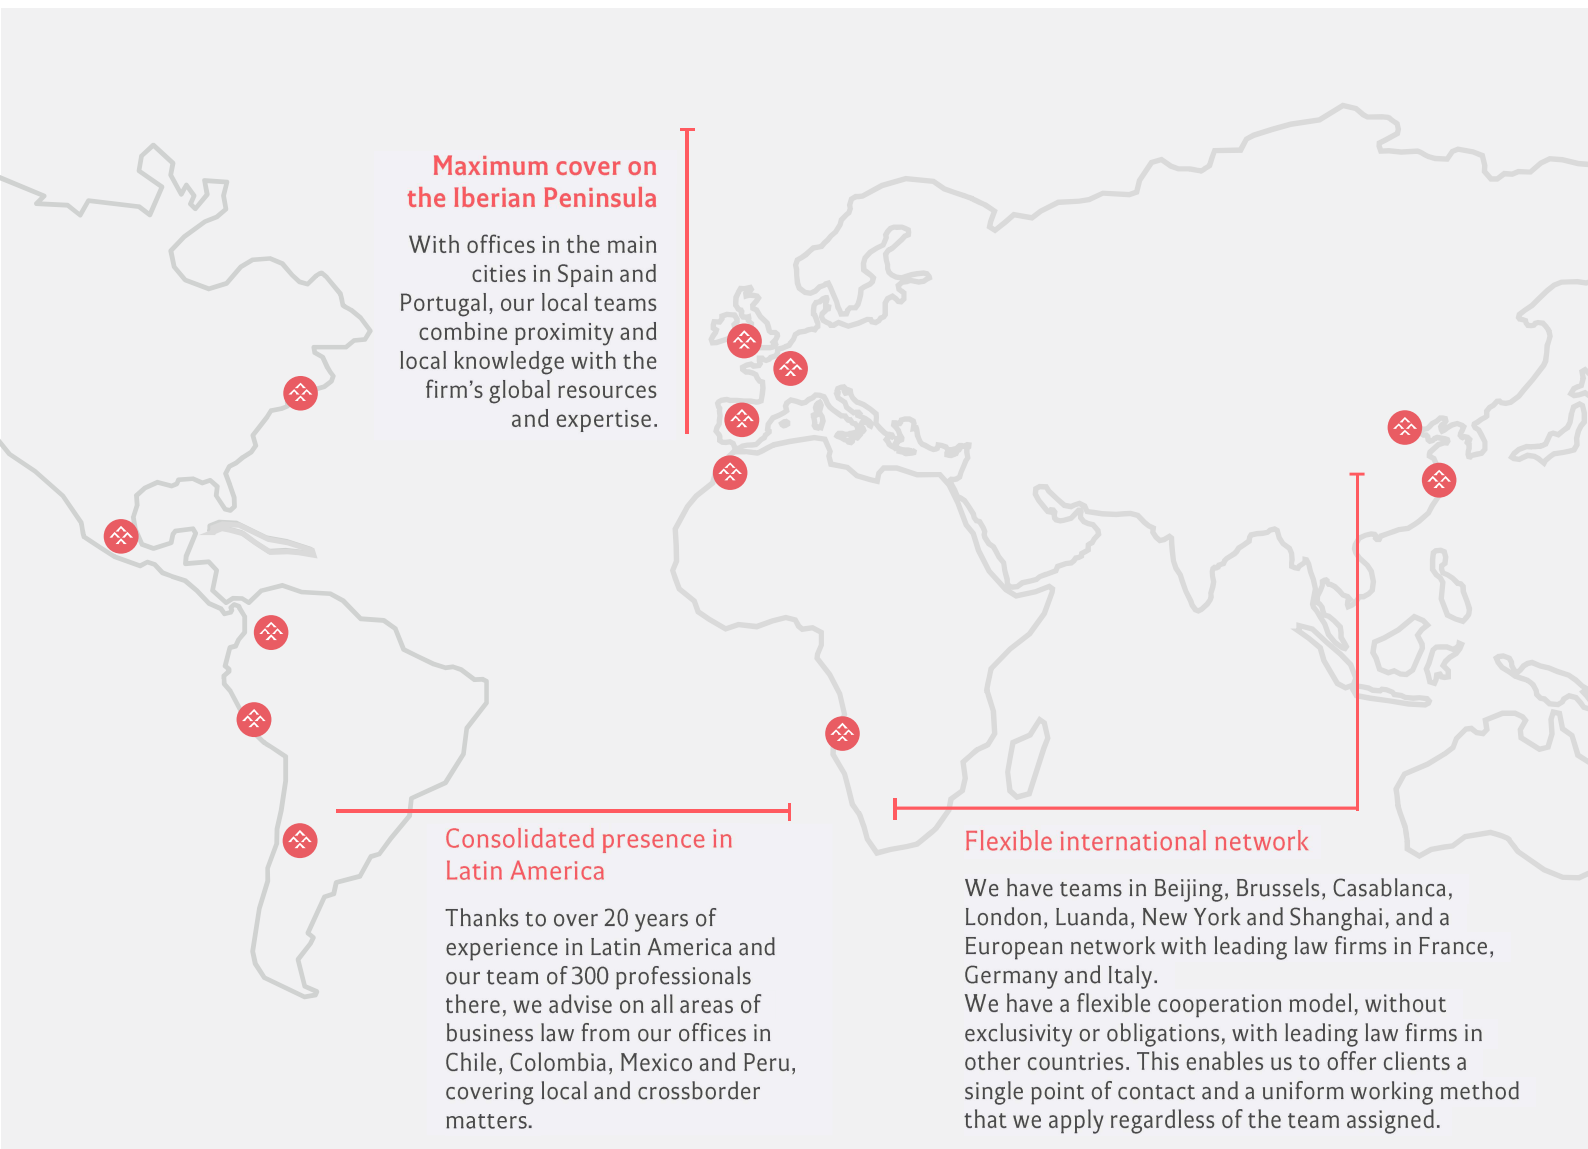 Maximum cover on
the Iberian Peninsula
With offices in the main
cities in Spain and
Portugal, our local teams
combine proximity and
local knowledge with the
firm's global resources
and expertise.
Consolidated presence in
Latin America
Thanks to over 20 years of
experience in Latin America and
our team of 300 professionals
there, we advise on all areas of
business law from our offices in
Chile, Colombia, Mexico and Peru,
covering local and crossborder
matters.
Flexible international network
We have teams in Beijing, Brussels, Casablanca,
London, Luanda, New York and Shanghai, and a
European network with leading law firms in France,
Germany and Italy.
We have a flexible cooperation model, without
exclusivity or obligations, with leading law firms in
other countries. This enables us to offer clients a
single point of contact and a uniform working method
that we apply regardless of the team assigned.